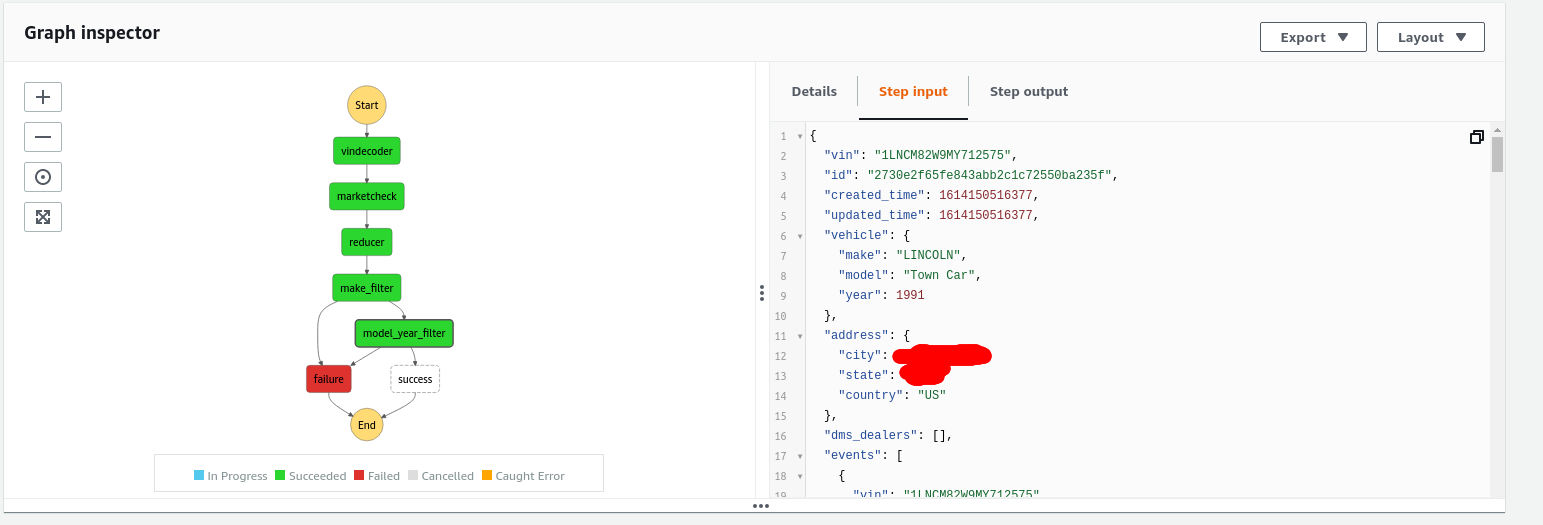 Graph inspector
Export
Layout
Start
vindecoder
marketcheck
reducer
make_filter
model_year_filter
failure
success
End
In Progress Succeeded Failed Cancelled Caught Error
Details Step input Step output
1 {
2 "vin": "1LNCM82W9MY712575",
3 "id": "2730e2f65fe843abb2c1c72550ba235f",
4 "created_time": 1614150516377,
5 "updated_time": 1614150516377,
6 "vehicle": {
7 "make": "LINCOLN",
8 "model": "Town Car",
9 "year": 1991
10 },
11 "address": {
12 "city":
13 "state":
14 "country": "US"
15 },
16 "dms_dealers": [],
17 "events": [
18 {
19 "vin": "1LNCM82W9MY712575"